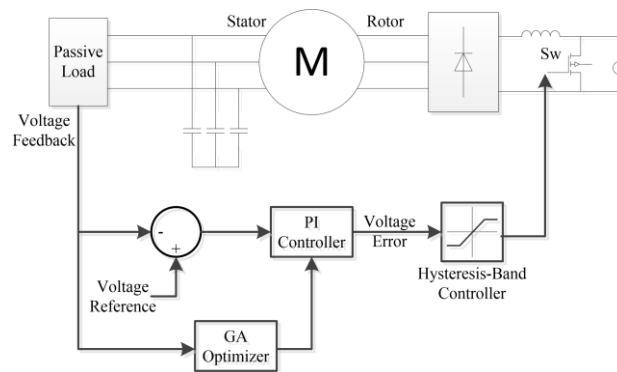 Passive
Load
Stator
Rotor
M
Sw
Voltage
Feedback
-
+
Voltage
Reference
PI
Controller
Voltage
Error
Hysteresis-Band
Controller
GA
Optimizer